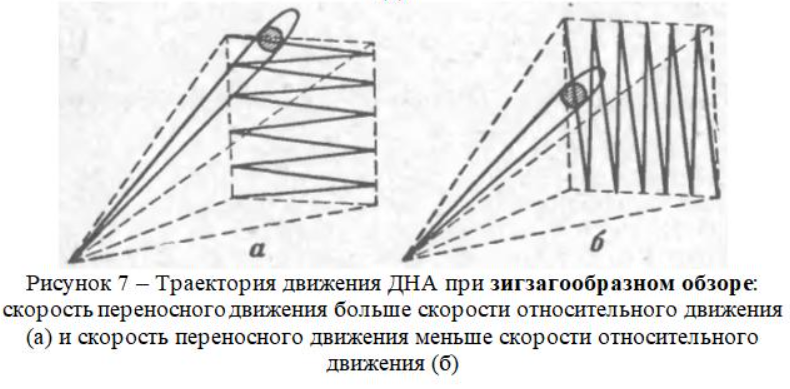 а
б
Рисунок 7 – Траектория движения ДНА при зигзагообразном обзоре:
скорость переносного движения больше скорости относительного движения
(а) и скорость переносного движения меньше скорости относительного
движения (б)